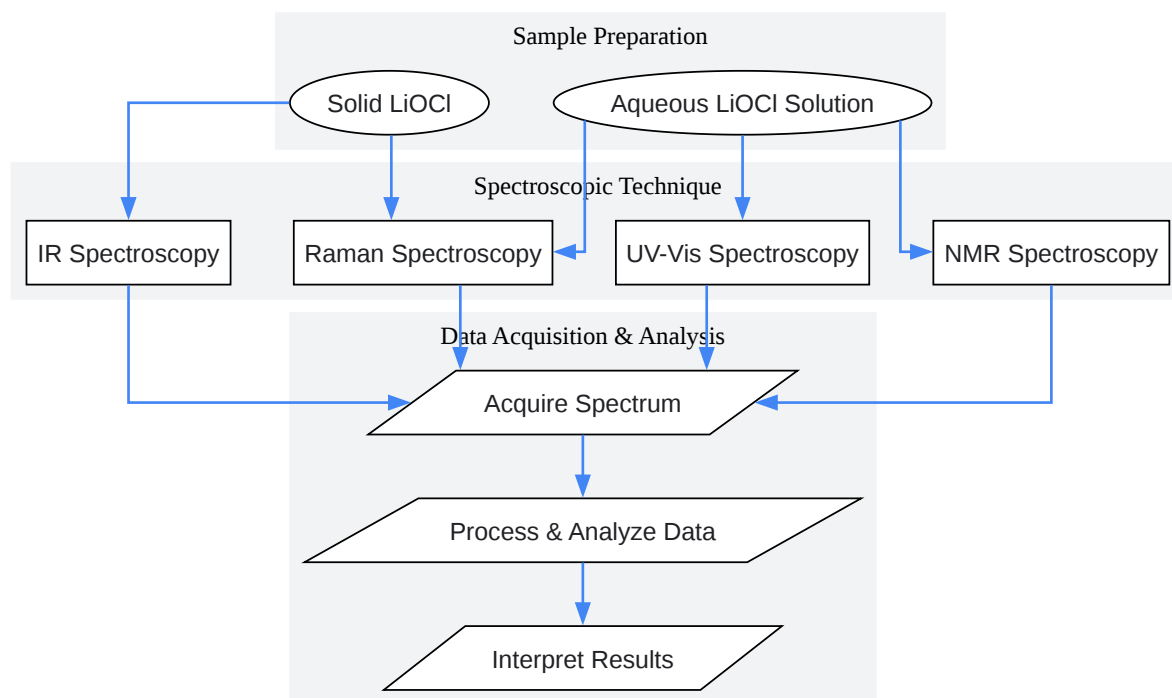 Sample Preparation
Solid LiOCl
Aqueous LiOCl Solution
Spectroscopic Technique
IR Spectroscopy
Raman Spectroscopy
UV-Vis Spectroscopy
NMR Spectroscopy
Data Acquisition & Analysis
Acquire Spectrum
Process & Analyze Data
Interpret Results